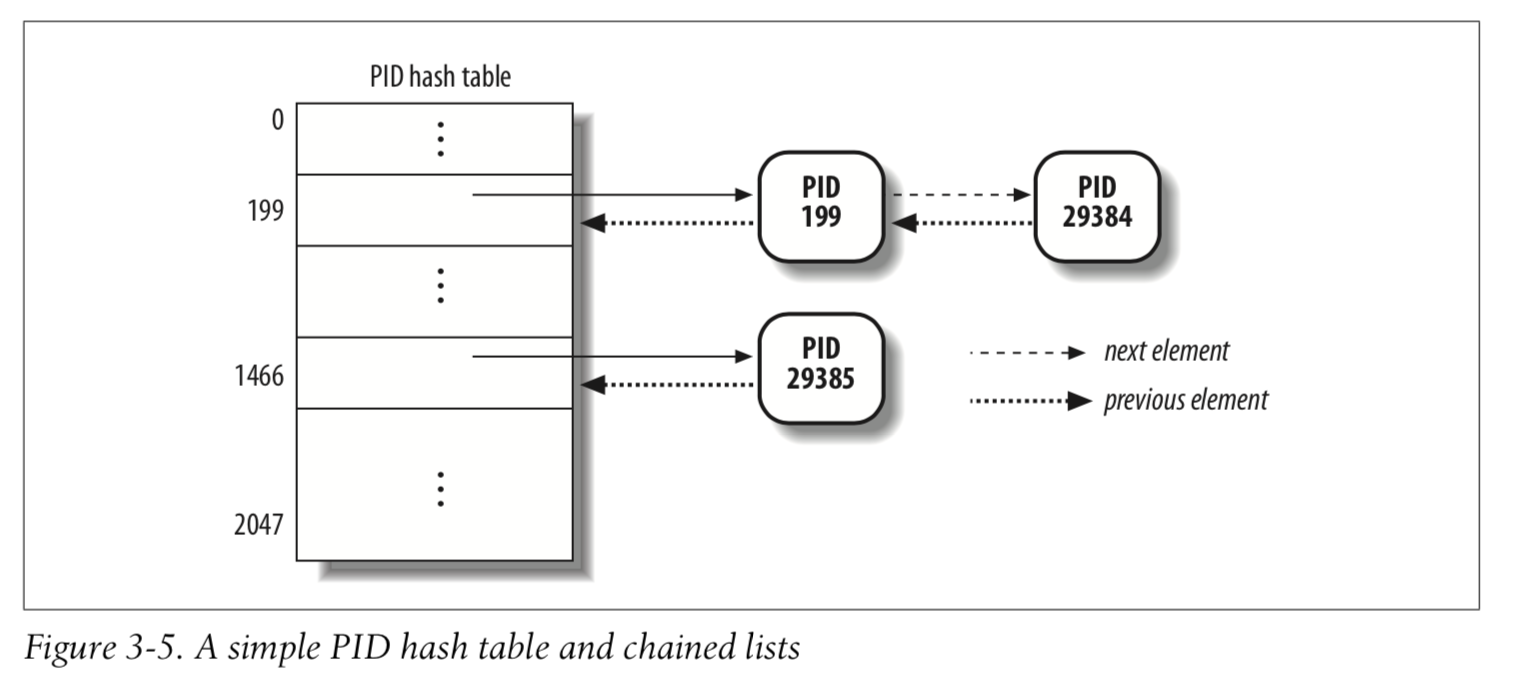 PID hash table
0
199
1466
2047
PID
199
PID
29384
PID
29385
next element
previous element
Figure 3-5. A simple PID hash table and chained lists